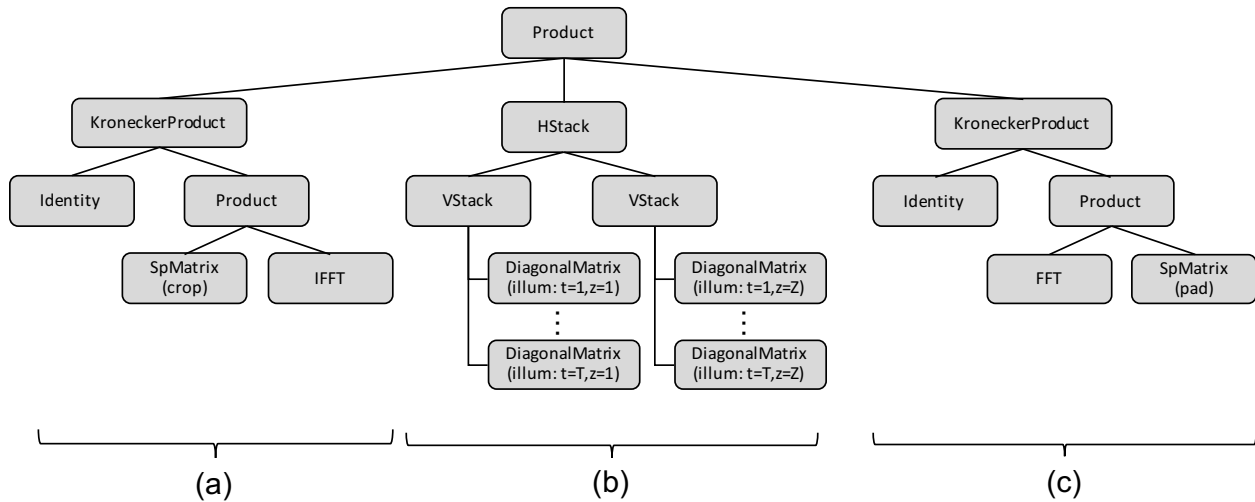 Product
KroneckerProduct
HStack
KroneckerProduct
Identity
Product
VStack
VStack
Identity
Product
SpMatrix
(crop)
IFFT
DiagonalMatrix
(illum: t=1,z=1)
DiagonalMatrix
(illum: t=1,z=Z)
FFT
SpMatrix
(pad)
DiagonalMatrix
(illum: t=T,z=1)
DiagonalMatrix
(illum: t=T,z=Z)
(a)
(b)
(c)